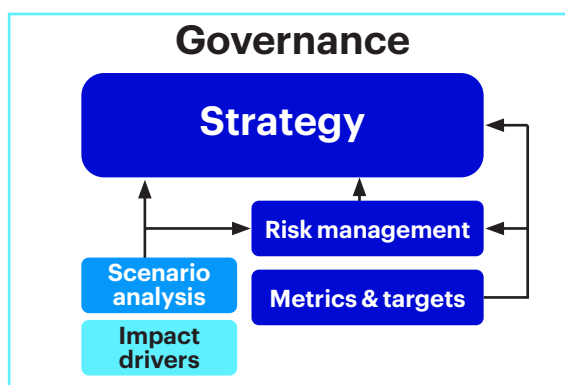 Governance
Strategy
Risk management
Scenario
analysis
Metrics & targets
Impact
drivers